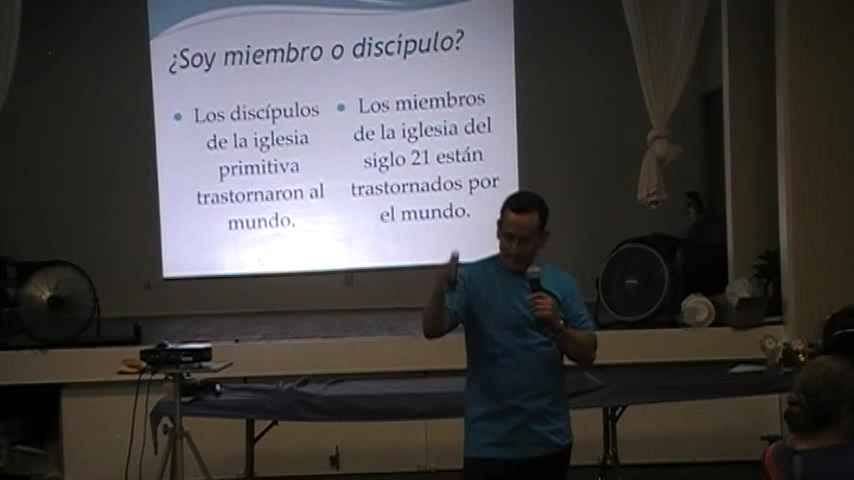 ¿Soy miembro o discípulo?
• Los discípulos
de la iglesia
primitiva
trastornaron al
mundo.
• Los miembros
de la iglesia del
siglo 21 están
trastornados por
el mundo.